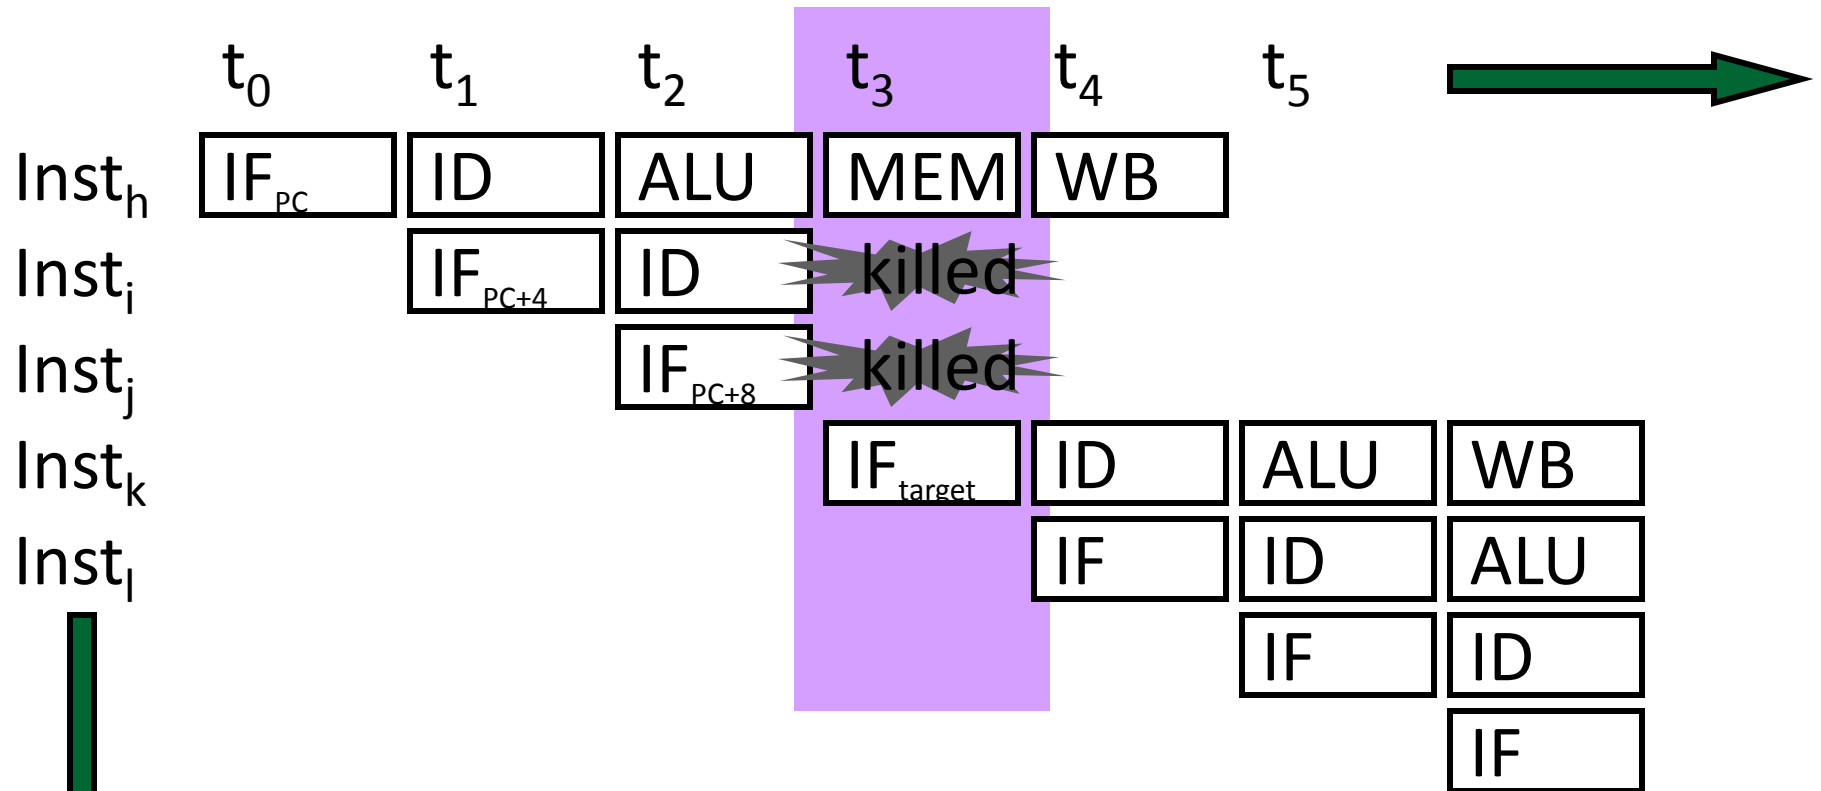 t0 t1 t2 t3 t4 t5
Insth IFPC ID ALU MEM WB
Insti IFPC+4 ID killed
Instj IFPC+8 killed
Instk IFtarget ID ALU WB
Instl IF ID ALU
IF ID
IF